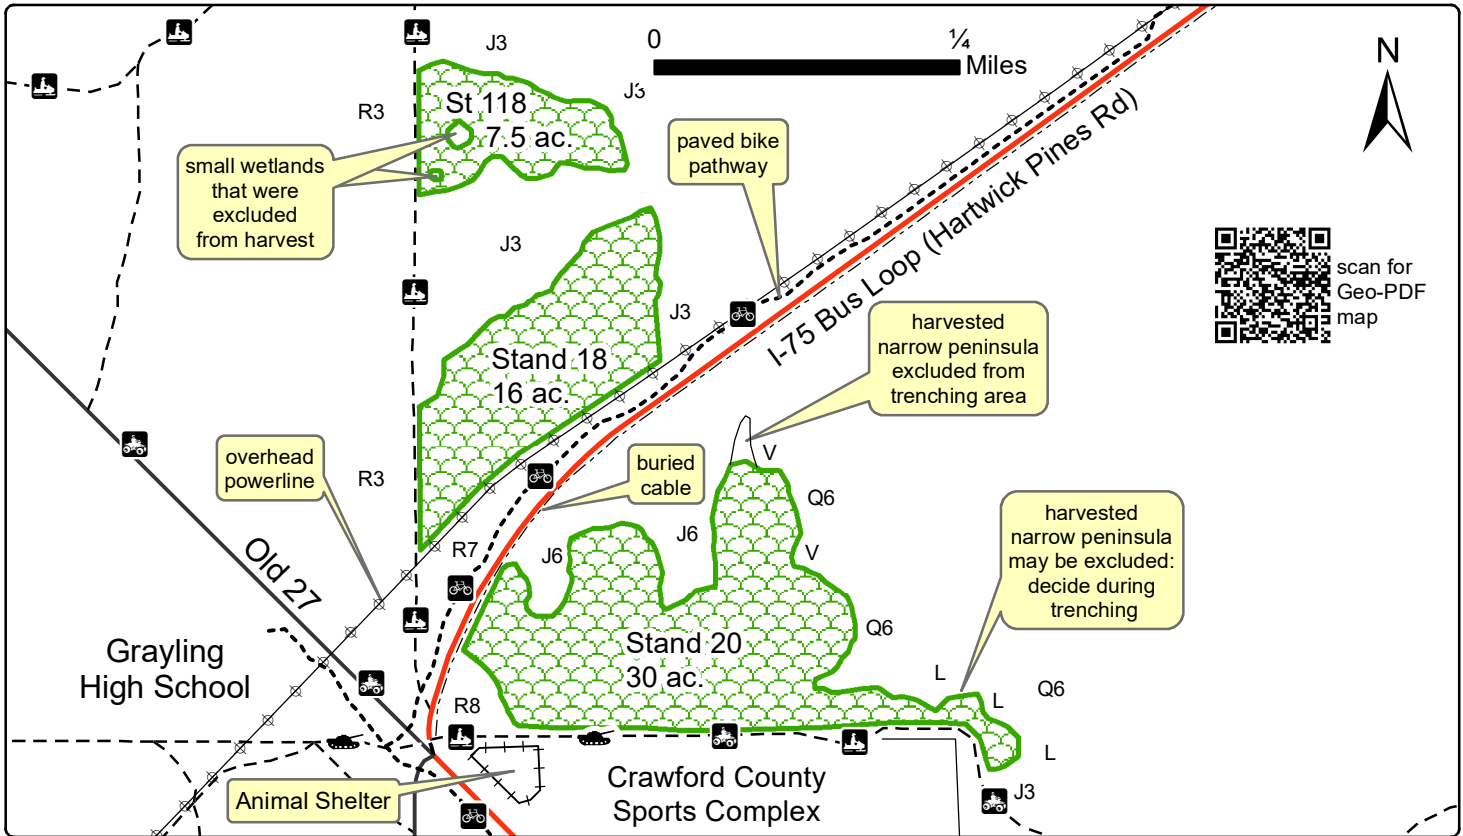 J3
0
¼
Miles
N
J3
R3
St 118
7.5 ac.
small wetlands
that were
excluded
from harvest
paved bike
pathway
I-75 Bus Loop (Hartwick Pines Rd)
J3
scan for
Geo-PDF
map
J3
harvested
narrow peninsula
excluded from
trenching area
Stand 18
16 ac.
overhead
powerline
R3
buried
cable
V
Q6
harvested
narrow peninsula
may be excluded:
decide during
trenching
J6
V
R7
J6
Old 27
Q6
Stand 20
30 ac.
Grayling
High School
L
Q6
L
R8
L
Crawford County
Sports Complex
Animal Shelter
J3